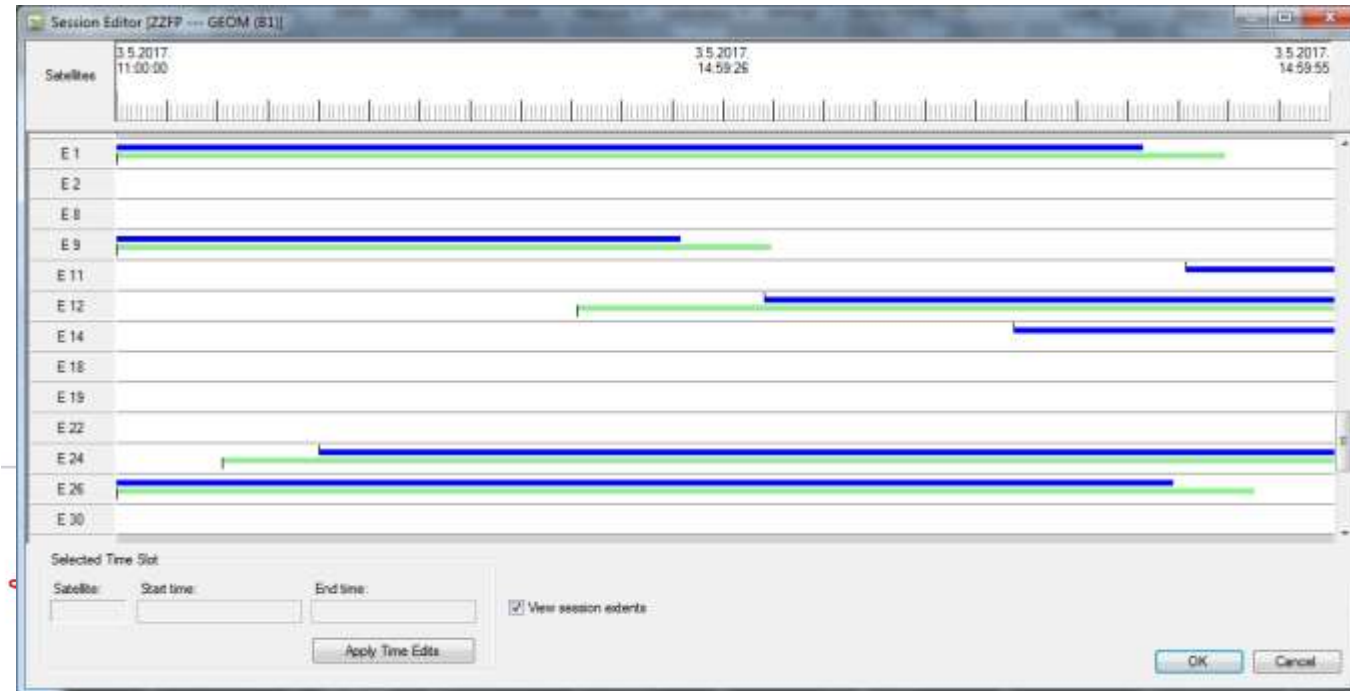 Session Editor [ZZFP --- GEOM (B1)]
Satellites
3.5.2017.
11:00:00
3.5.2017.
14:59:26
3.5.2017.
14:59:55
E 1
E 2
E 8
E 9
E 11
E 12
E 14
E 18
E 19
E 22
E 24
E 26
E 30
Selected Time Slot
Satellite: Start time: End time:
View session extents
Apply Time Edits
OK Cancel